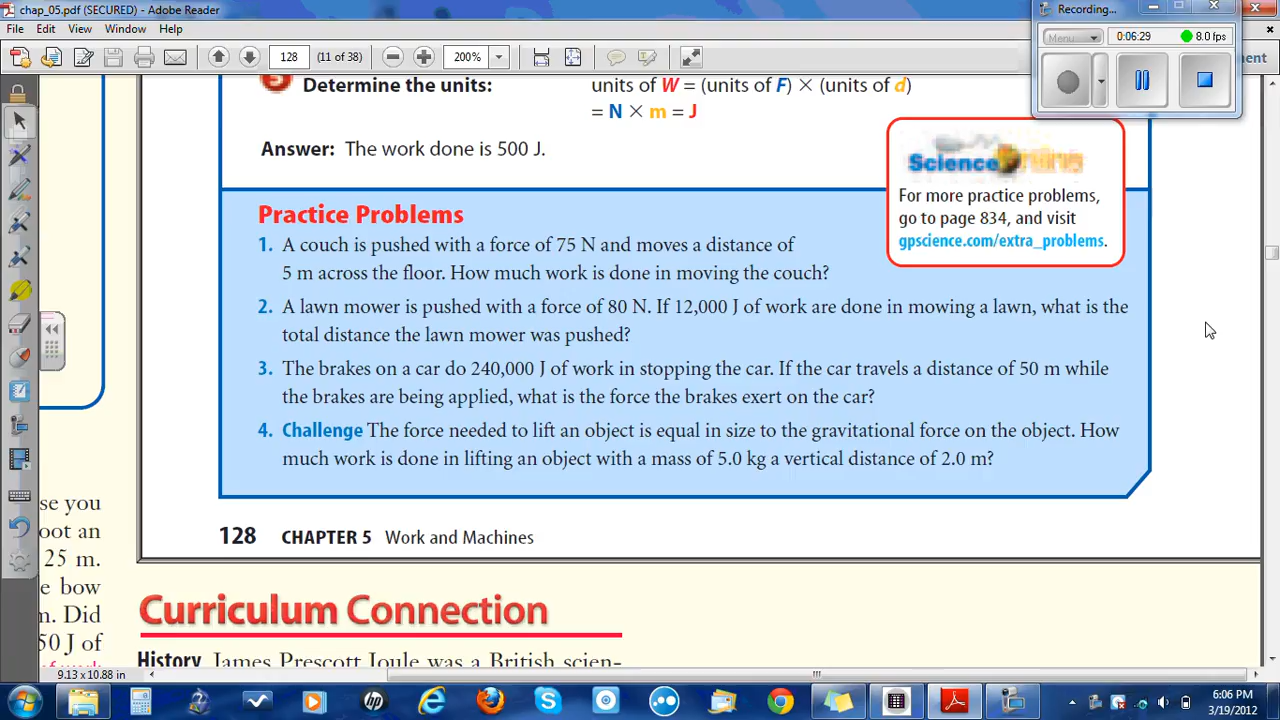 chap_05.pdf (SECURED) - Adobe Reader
Recording...
File Edit View Window Help
Menu 0:06:29 8.0 fps
128 (11 of 38) 200%
ment
Determine the units: units of W = (units of F) × (units of d)
= N × m = J
Answer: The work done is 500 J.
Science
For more practice problems,
go to page 834, and visit
gpscience.com/extra_problems.
Practice Problems
1. A couch is pushed with a force of 75 N and moves a distance of
5 m across the floor. How much work is done in moving the couch?
2. A lawn mower is pushed with a force of 80 N. If 12,000 J of work are done in mowing a lawn, what is the
total distance the lawn mower was pushed?
3. The brakes on a car do 240,000 J of work in stopping the car. If the car travels a distance of 50 m while
the brakes are being applied, what is the force the brakes exert on the car?
4. Challenge The force needed to lift an object is equal in size to the gravitational force on the object. How
much work is done in lifting an object with a mass of 5.0 kg a vertical distance of 2.0 m?
128 CHAPTER 5 Work and Machines
se you
oot an
25 m.
e bow
m. Did
50 J of
Curriculum Connection
History James Prescott Joule was a British scien-
9.13 x 10.88 in
6:06 PM
3/19/2012